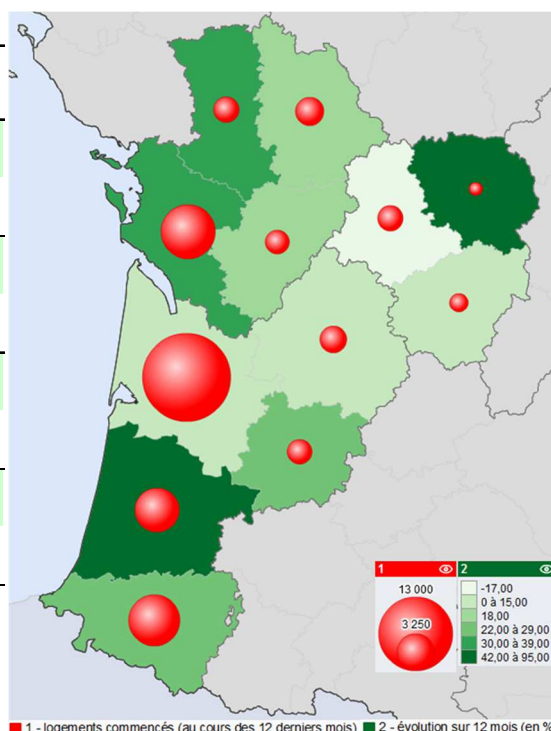 1
2
13 000
3 250
-17,00
0 à 15,00
18,00
22,00 à 29,00
30,00 à 39,00
42,00 à 95,00
1 - logements commencés (au cours des 12 derniers mois) 2 - évolution sur 12 mois (en %